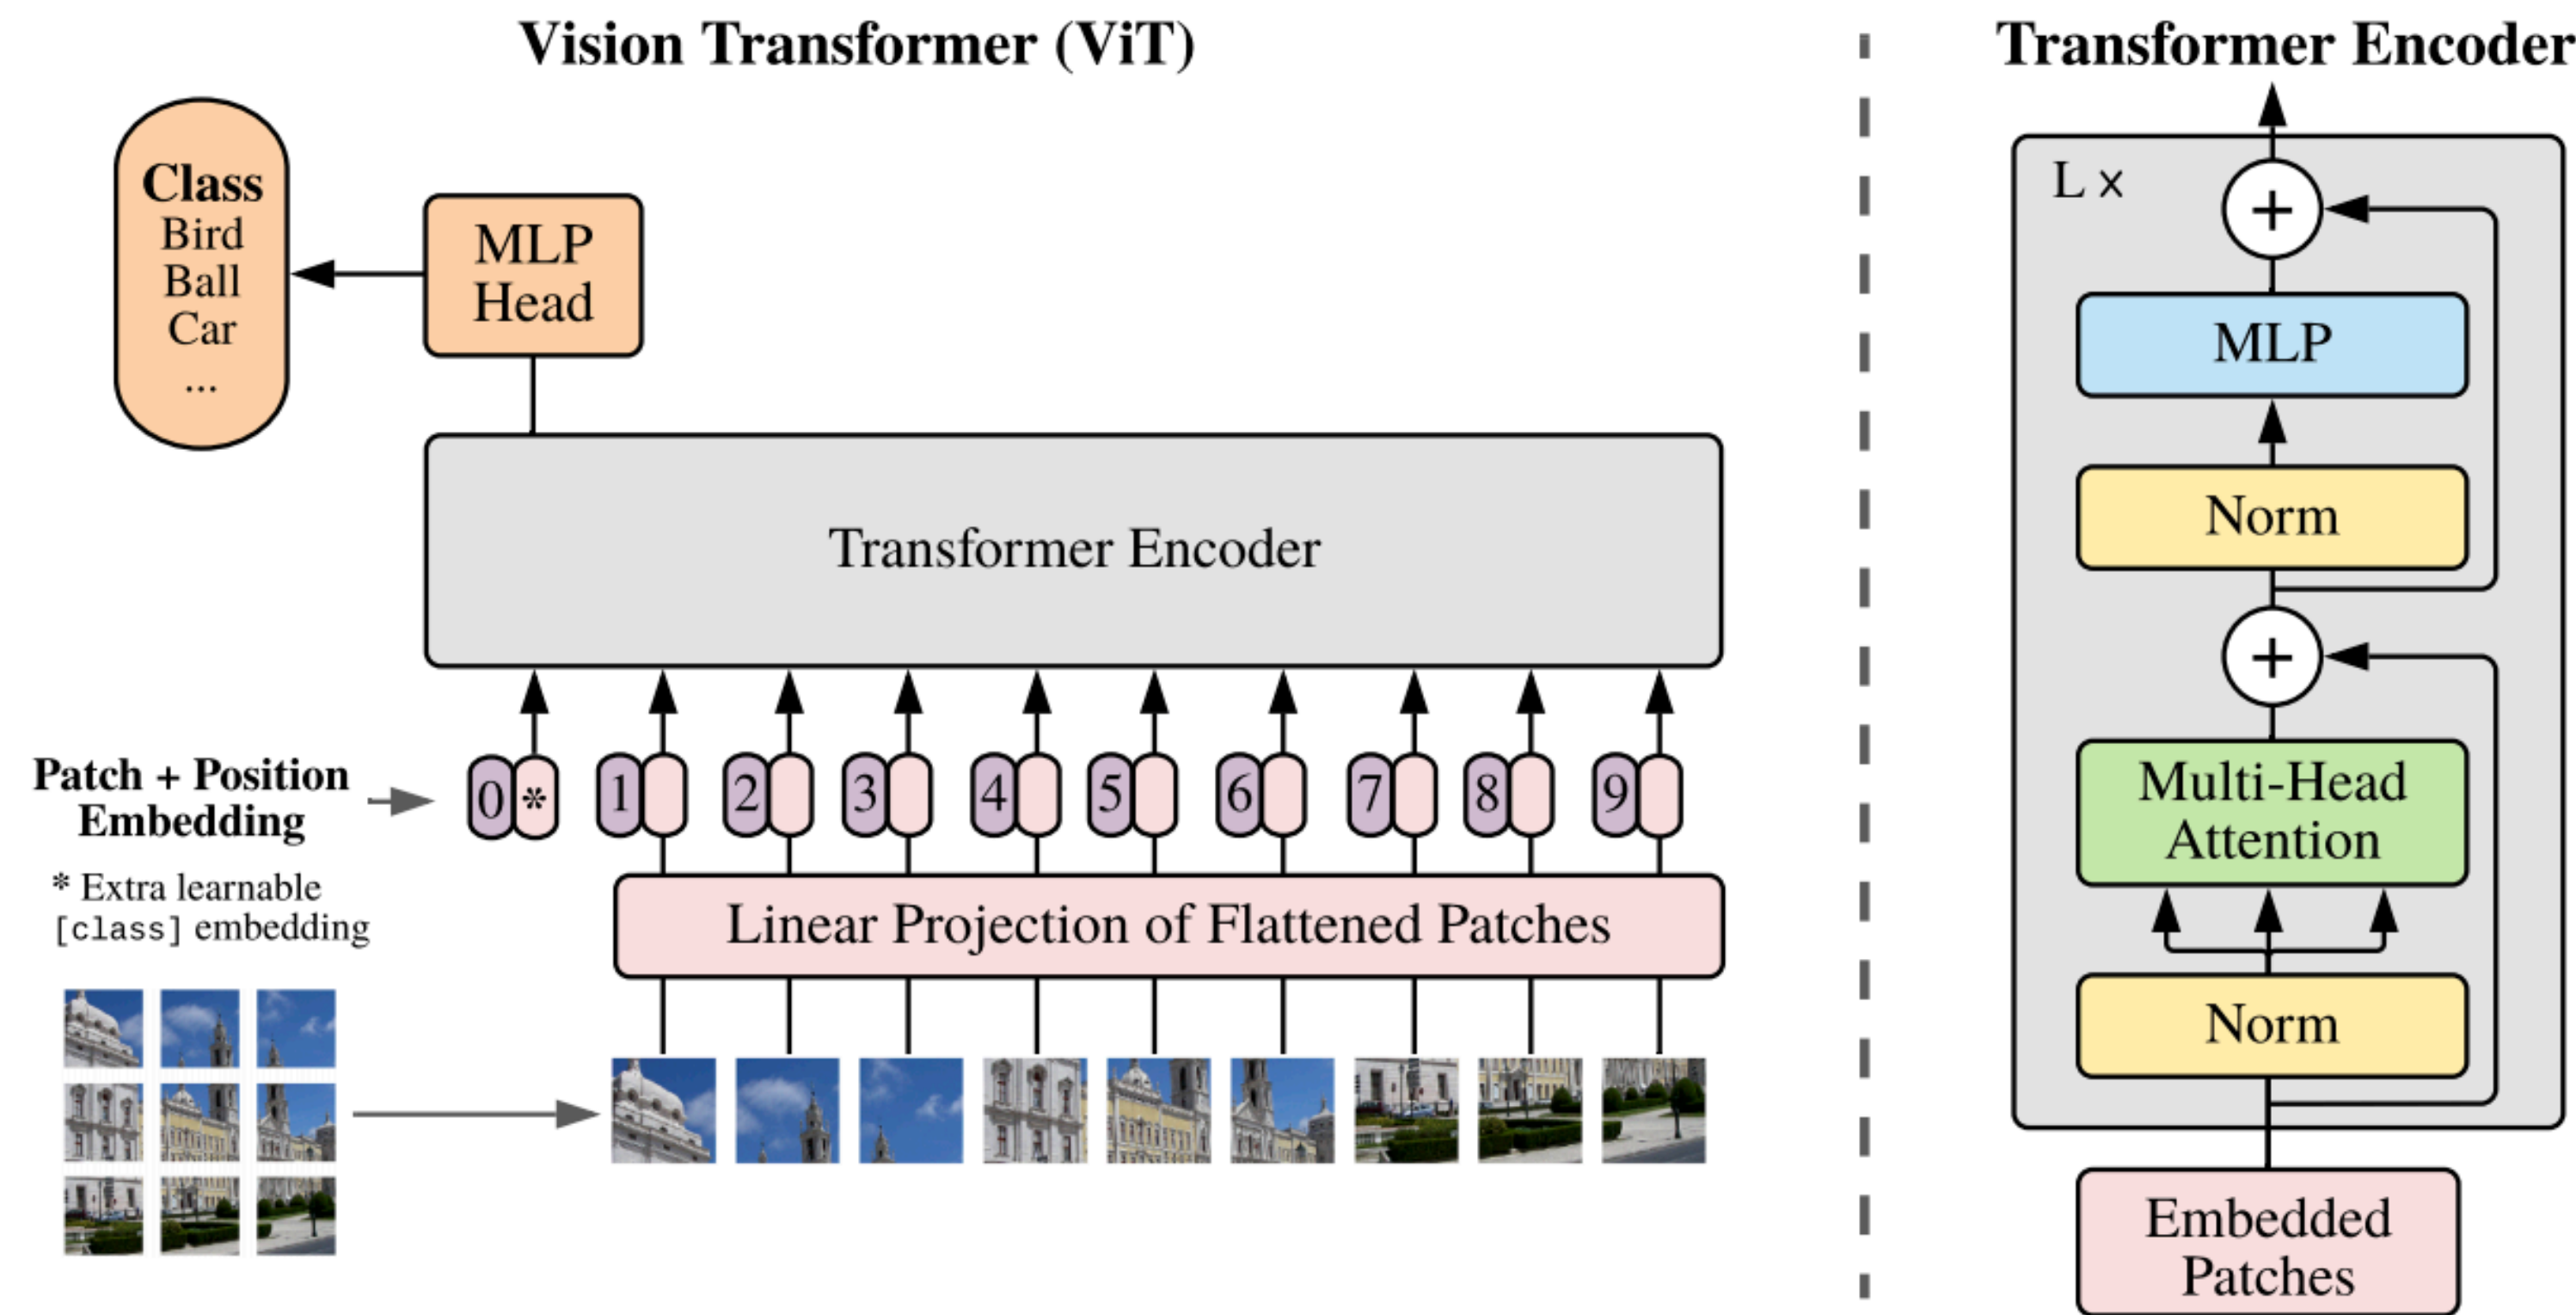 Vision Transformer (ViT)
Class
Bird
Ball
Car
...
MLP
Head
Transformer Encoder
Patch + Position
Embedding
* Extra learnable
[class] embedding
0 * 1 2 3 4 5 6 7 8 9
Linear Projection of Flattened Patches
Transformer Encoder
L ×
+
MLP
Norm
+
Multi-Head
Attention
Norm
Embedded
Patches